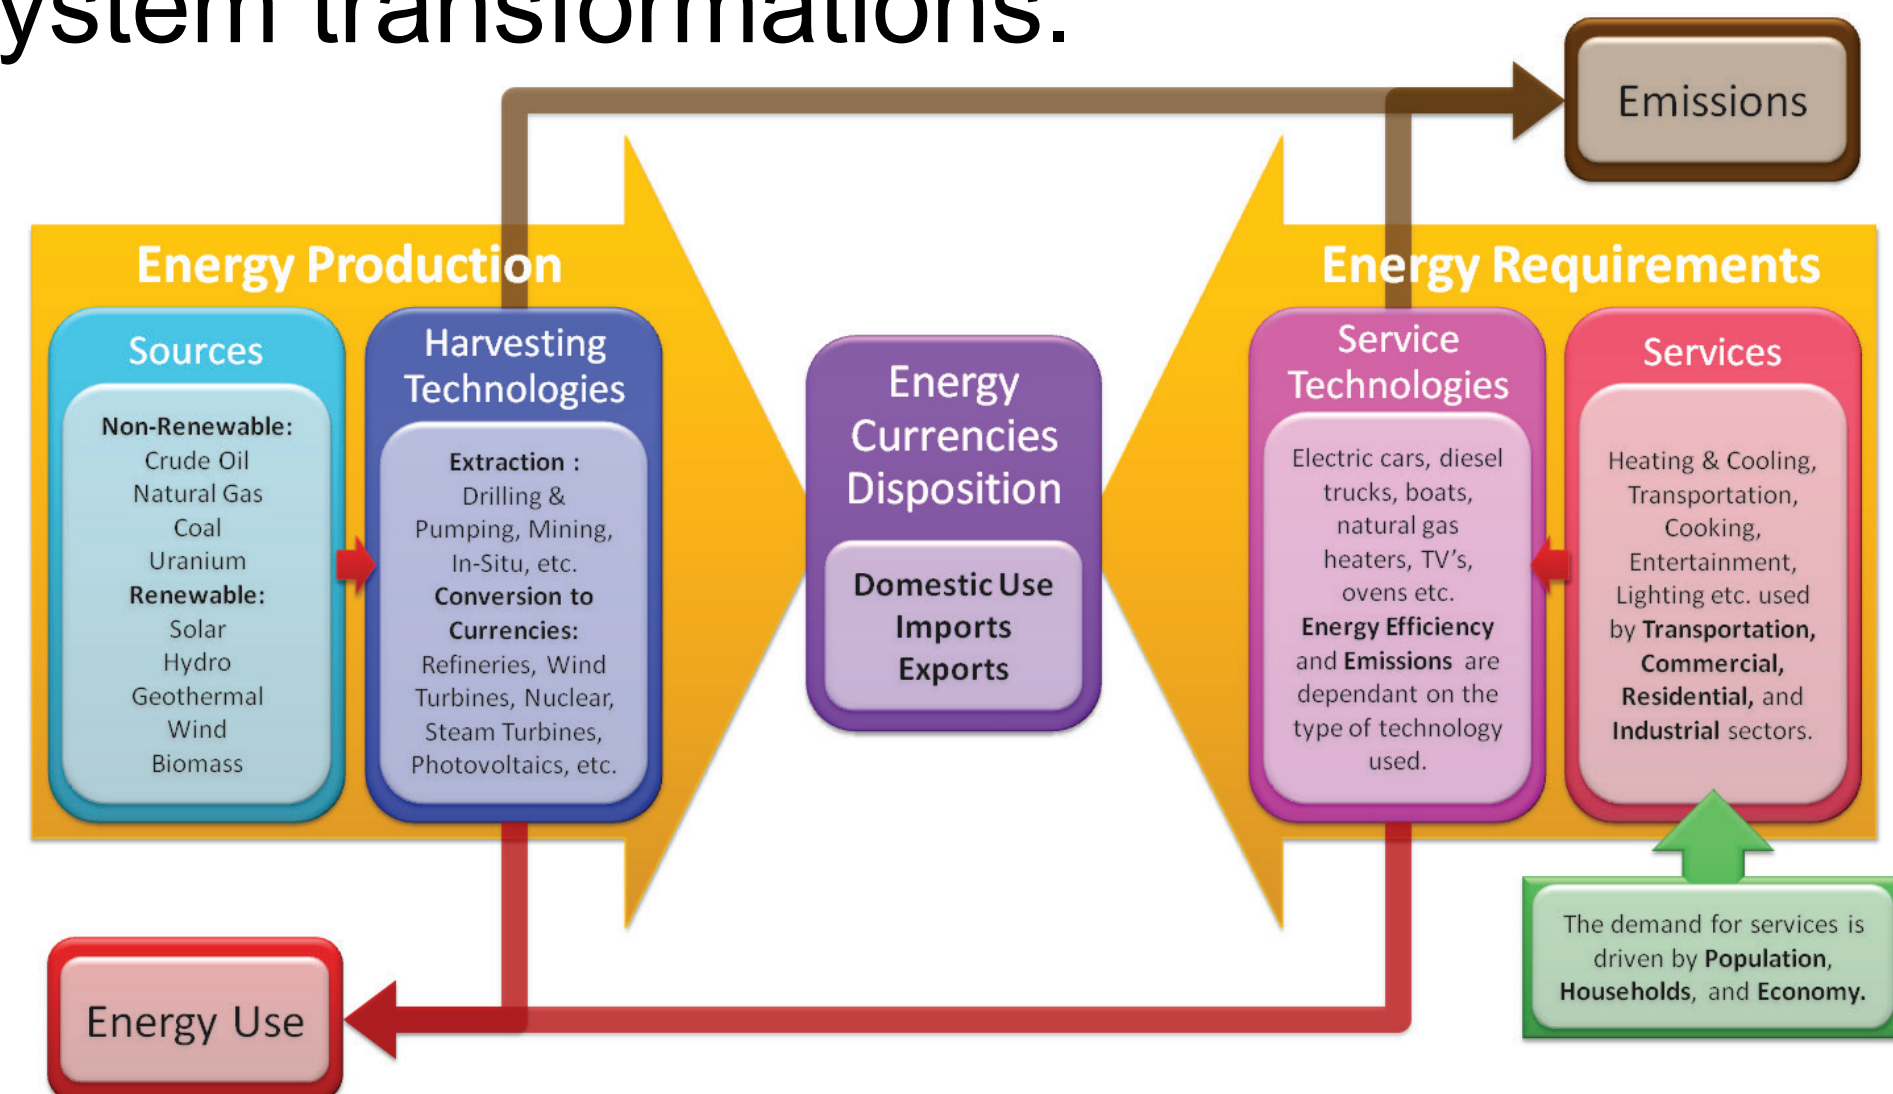 ystem transformations.
Emissions
Energy Production
Sources
Non-Renewable:
Crude Oil
Natural Gas
Coal
Uranium
Renewable:
Solar
Hydro
Geothermal
Wind
Biomass
Harvesting
Technologies
Extraction :
Drilling &
Pumping, Mining,
In-Situ, etc.
Conversion to
Currencies:
Refineries, Wind
Turbines, Nuclear,
Steam Turbines,
Photovoltaics, etc.
Energy
Currencies
Disposition
Domestic Use
Imports
Exports
Energy Requirements
Service
Technologies
Electric cars, diesel
trucks, boats,
natural gas
heaters, TV's,
ovens etc.
Energy Efficiency
and Emissions are
dependant on the
type of technology
used.
Services
Heating & Cooling,
Transportation,
Cooking,
Entertainment,
Lighting etc. used
by Transportation,
Commercial,
Residential, and
Industrial sectors.
The demand for services is
driven by Population,
Households, and Economy.
Energy Use